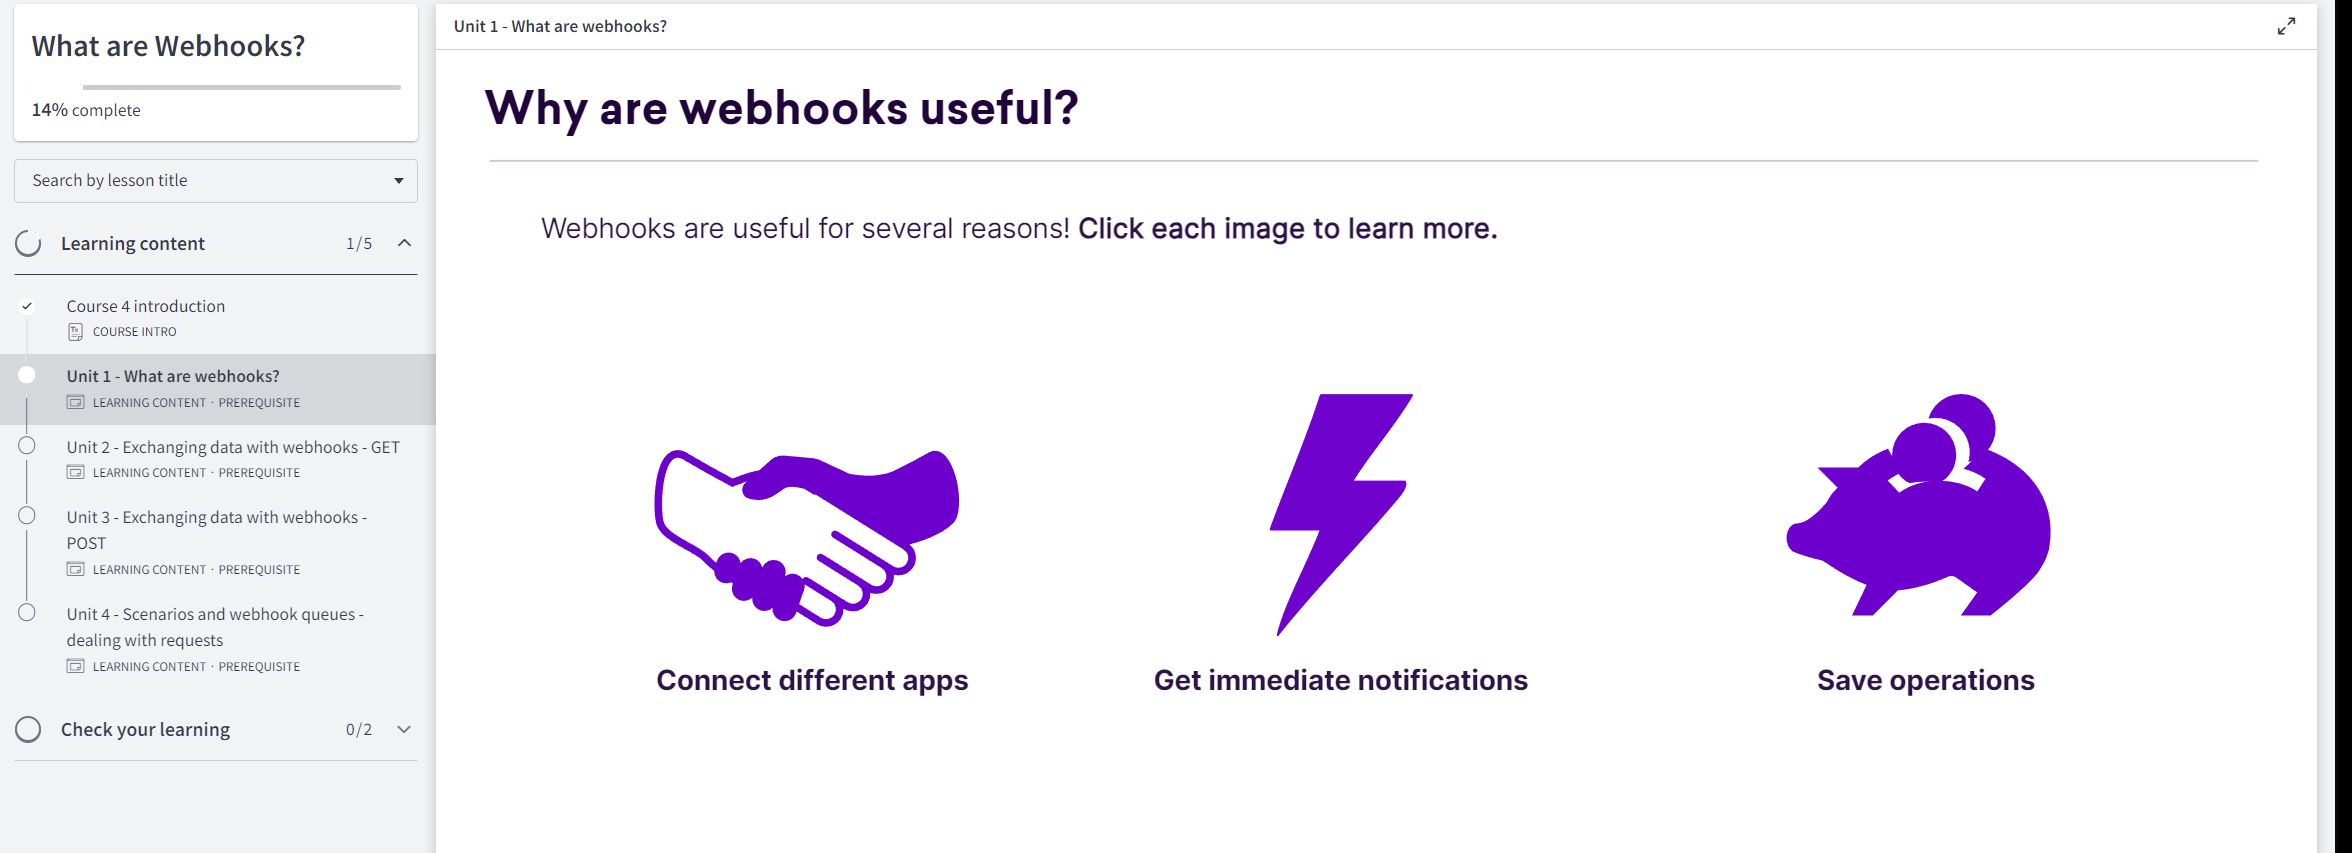 What are Webhooks?
14% complete
Search by lesson title
Learning content 1/5
Course 4 introduction
COURSE INTRO
Unit 1 - What are webhooks?
LEARNING CONTENT · PREREQUISITE
Unit 2 - Exchanging data with webhooks - GET
LEARNING CONTENT · PREREQUISITE
Unit 3 - Exchanging data with webhooks -
POST
LEARNING CONTENT · PREREQUISITE
Unit 4 - Scenarios and webhook queues -
dealing with requests
LEARNING CONTENT · PREREQUISITE
Check your learning 0/2
Unit 1 - What are webhooks?
Why are webhooks useful?
Webhooks are useful for several reasons! Click each image to learn more.
Connect different apps
Get immediate notifications
Save operations